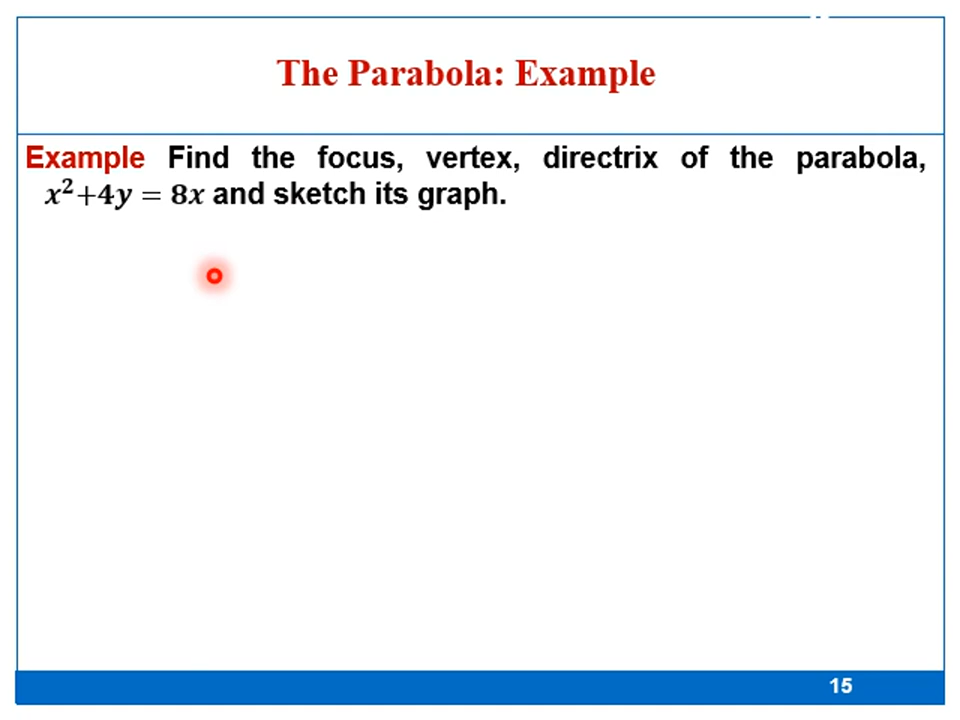 The Parabola: Example
Example Find the focus, vertex, directrix of the parabola,
x²+4y = 8x and sketch its graph.
15